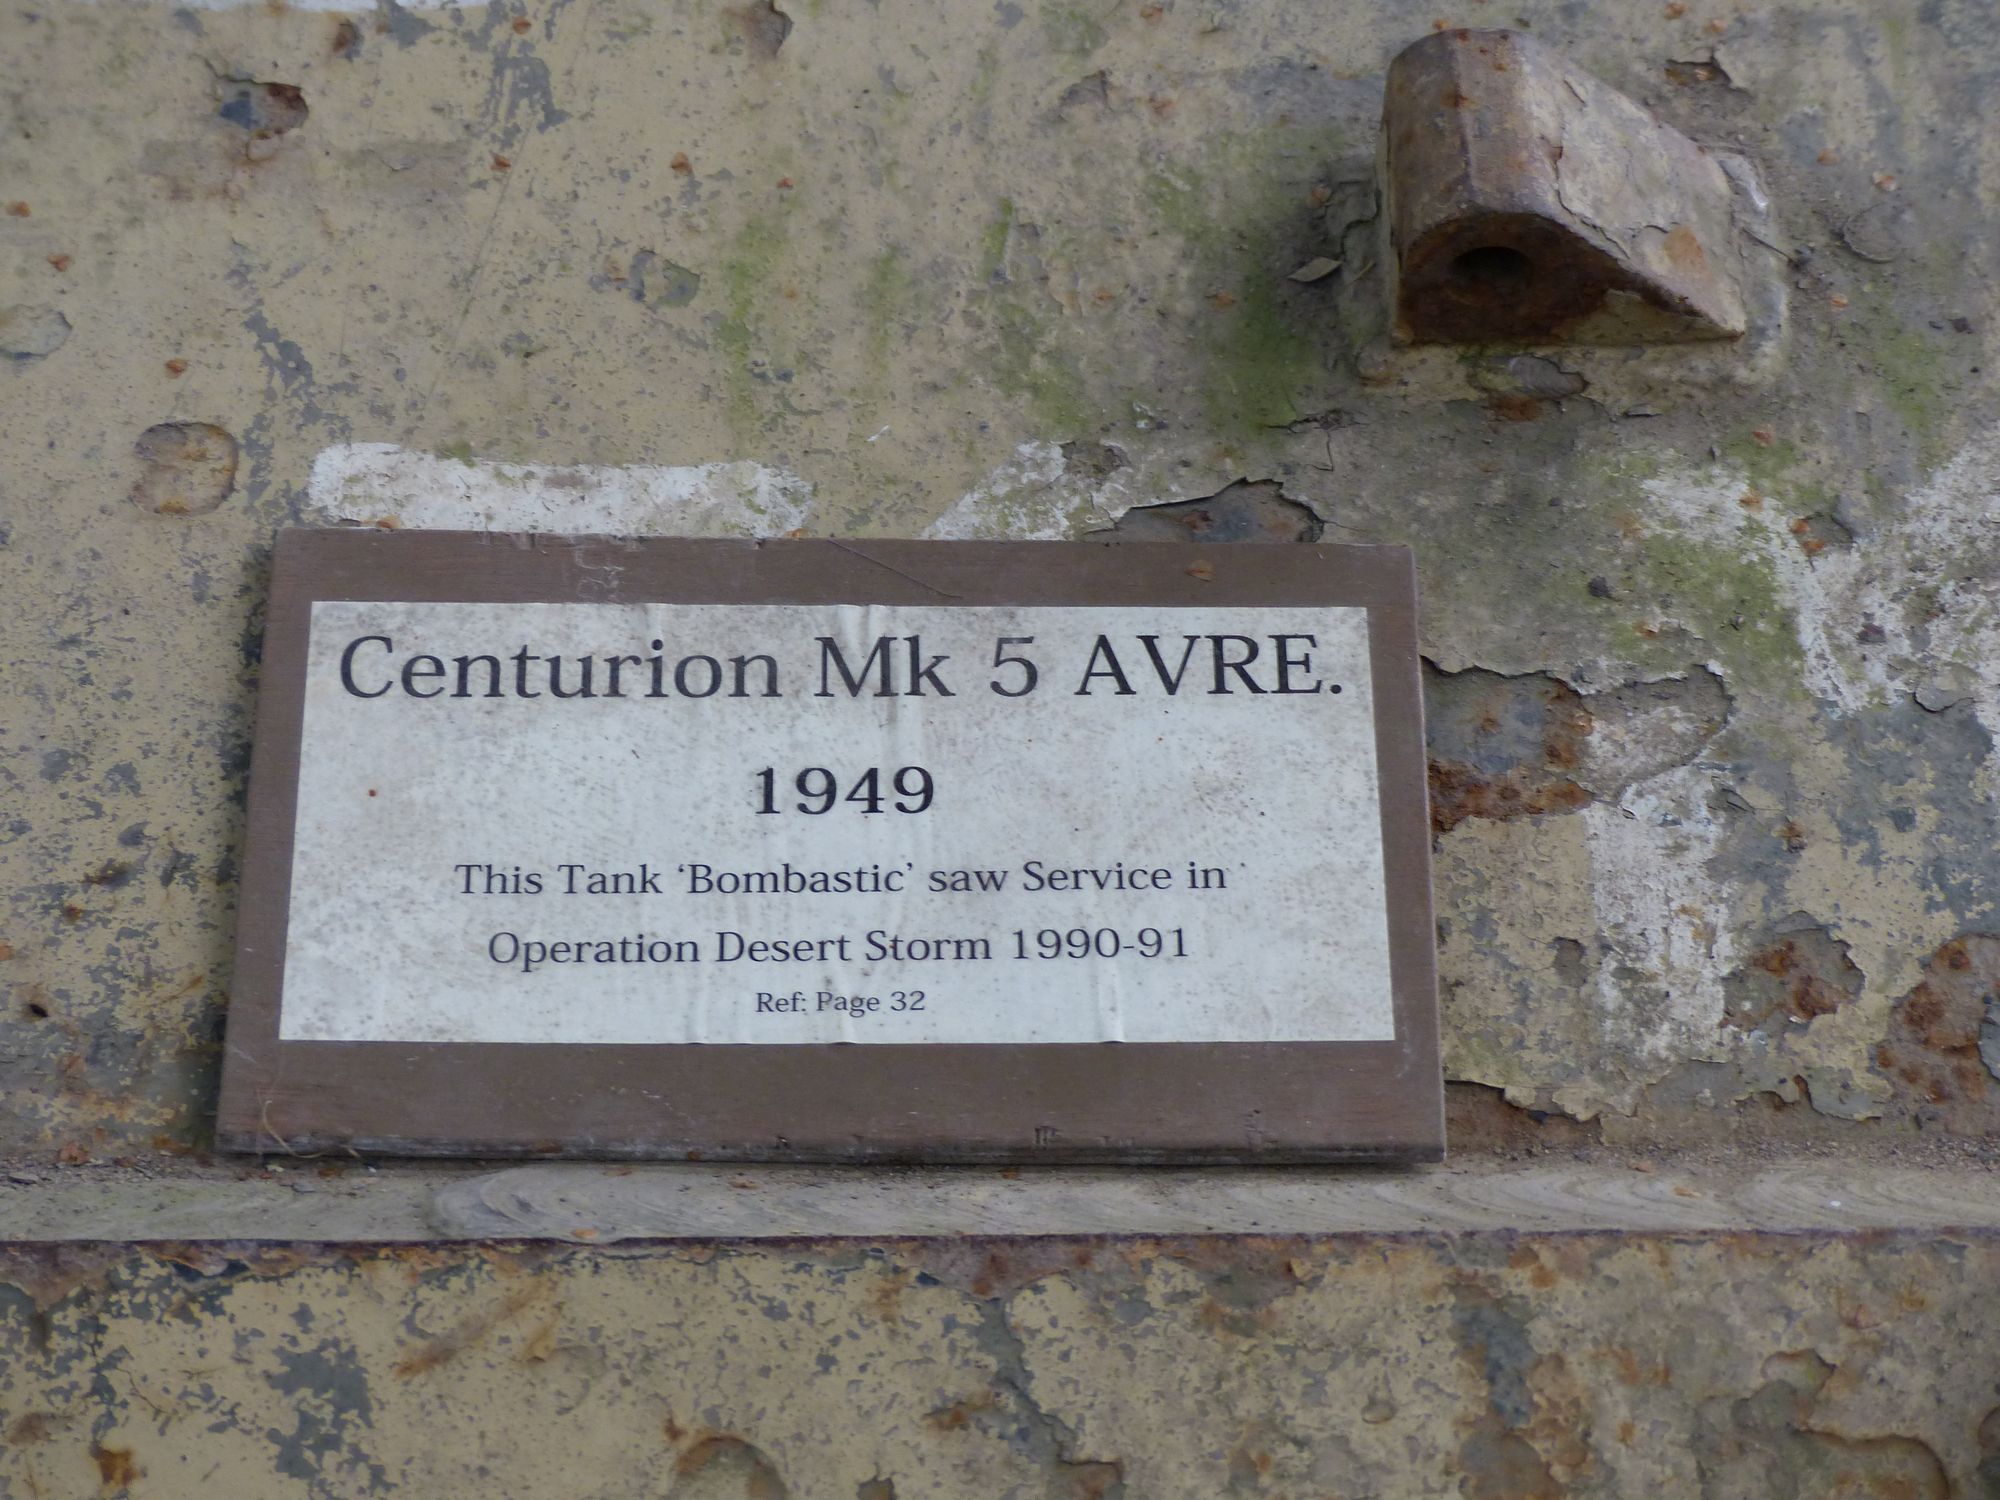 Centurion Mk 5 AVRE.
1949
This Tank ‘Bombastic’ saw Service in
Operation Desert Storm 1990-91
Ref: Page 32